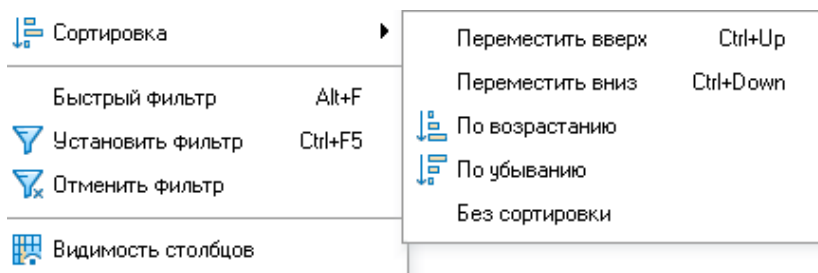 Сортировка
Быстрый фильтр Alt+F
Установить фильтр Ctrl+F5
Отменить фильтр
Видимость столбцов
Переместить вверх Ctrl+Up
Переместить вниз Ctrl+Down
По возрастанию
По убыванию
Без сортировки